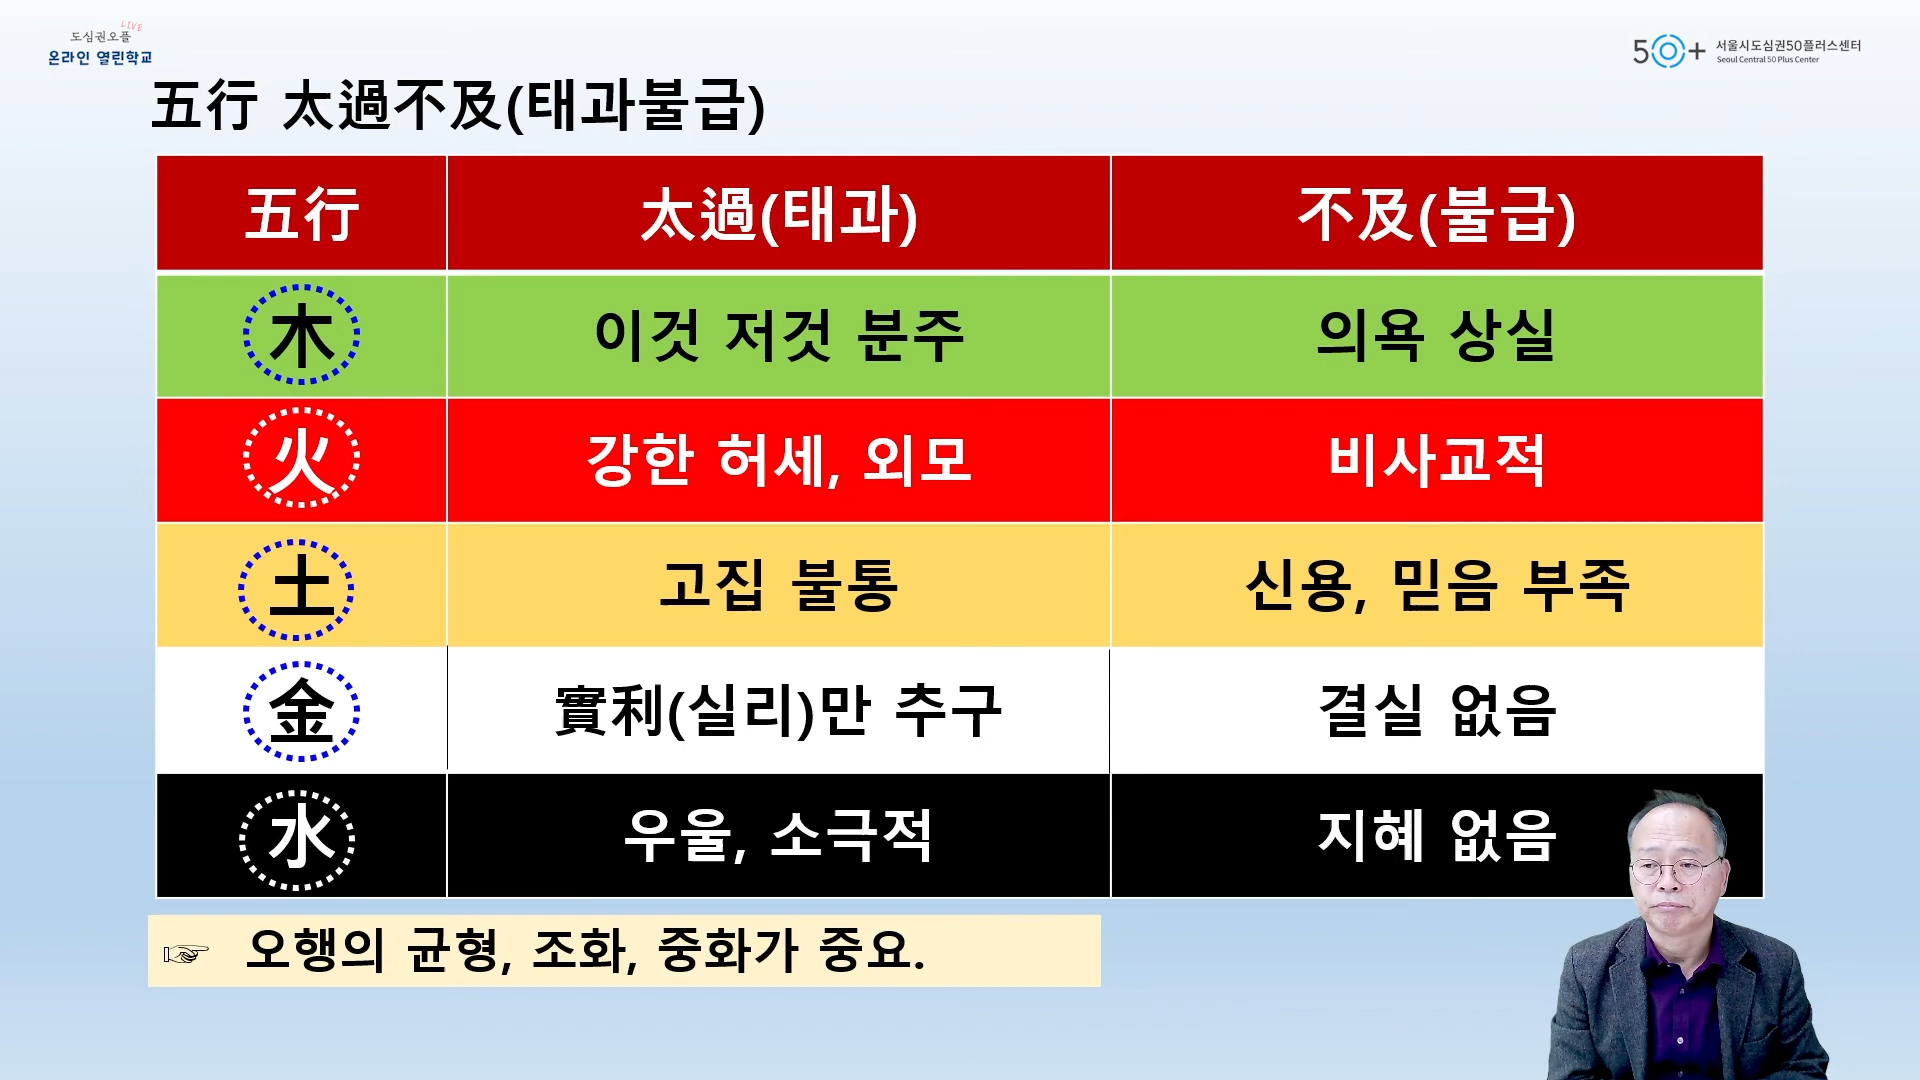 LIVE
도심권오플
온라인 열린학교
50+ 서울시도심권50플러스센터
Seoul Central 50 Plus Center
五行 太過不及(태과불급)
五行 太過(태과) 不及(불급)
木 이것 저것 분주 의욕 상실
火 강한 허세, 외모 비사교적
土 고집 불통 신용, 믿음 부족
金 實利(실리)만 추구 결실 없음
水 우울, 소극적 지혜 없음
☞ 오행의 균형, 조화, 중화가 중요.